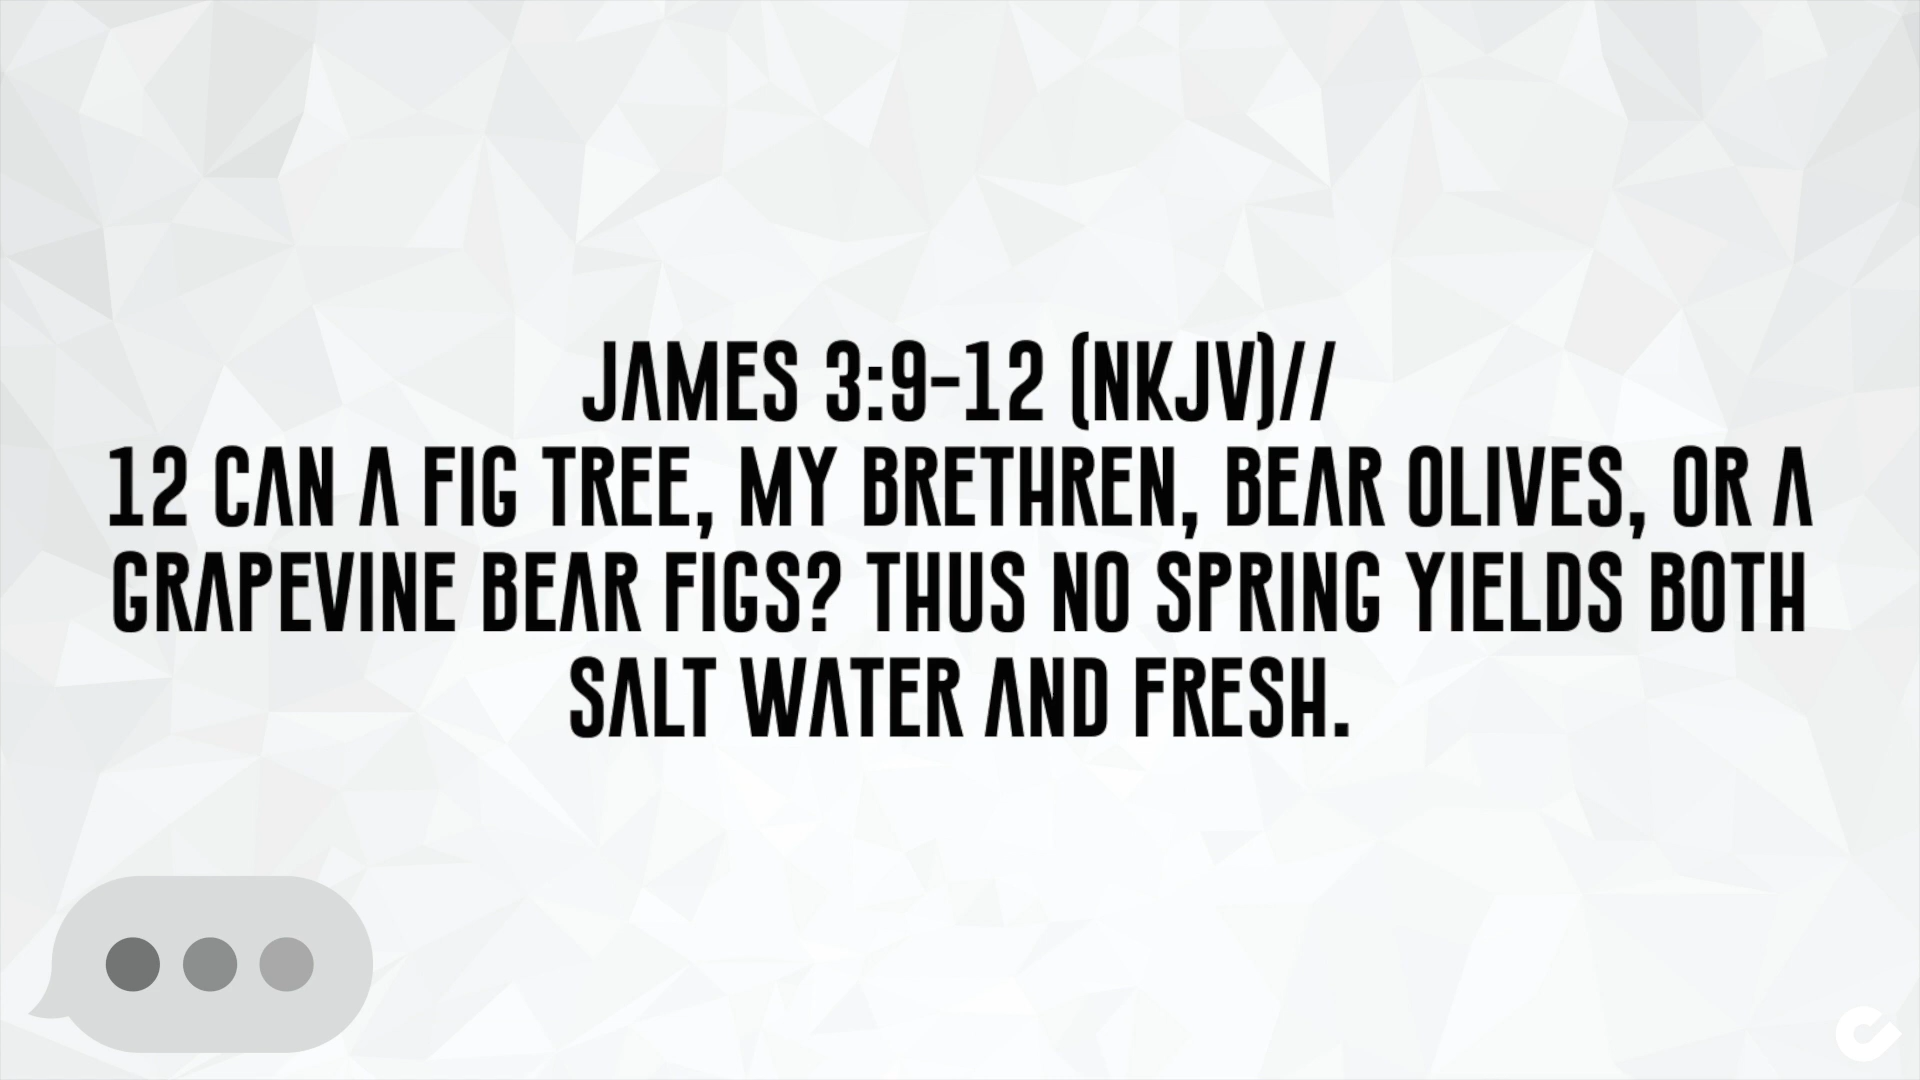 JAMES 3:9-12 (NKJV)//
12 CAN A FIG TREE, MY BRETHREN, BEAR OLIVES, OR A
GRAPEVINE BEAR FIGS? THUS NO SPRING YIELDS BOTH
SALT WATER AND FRESH.